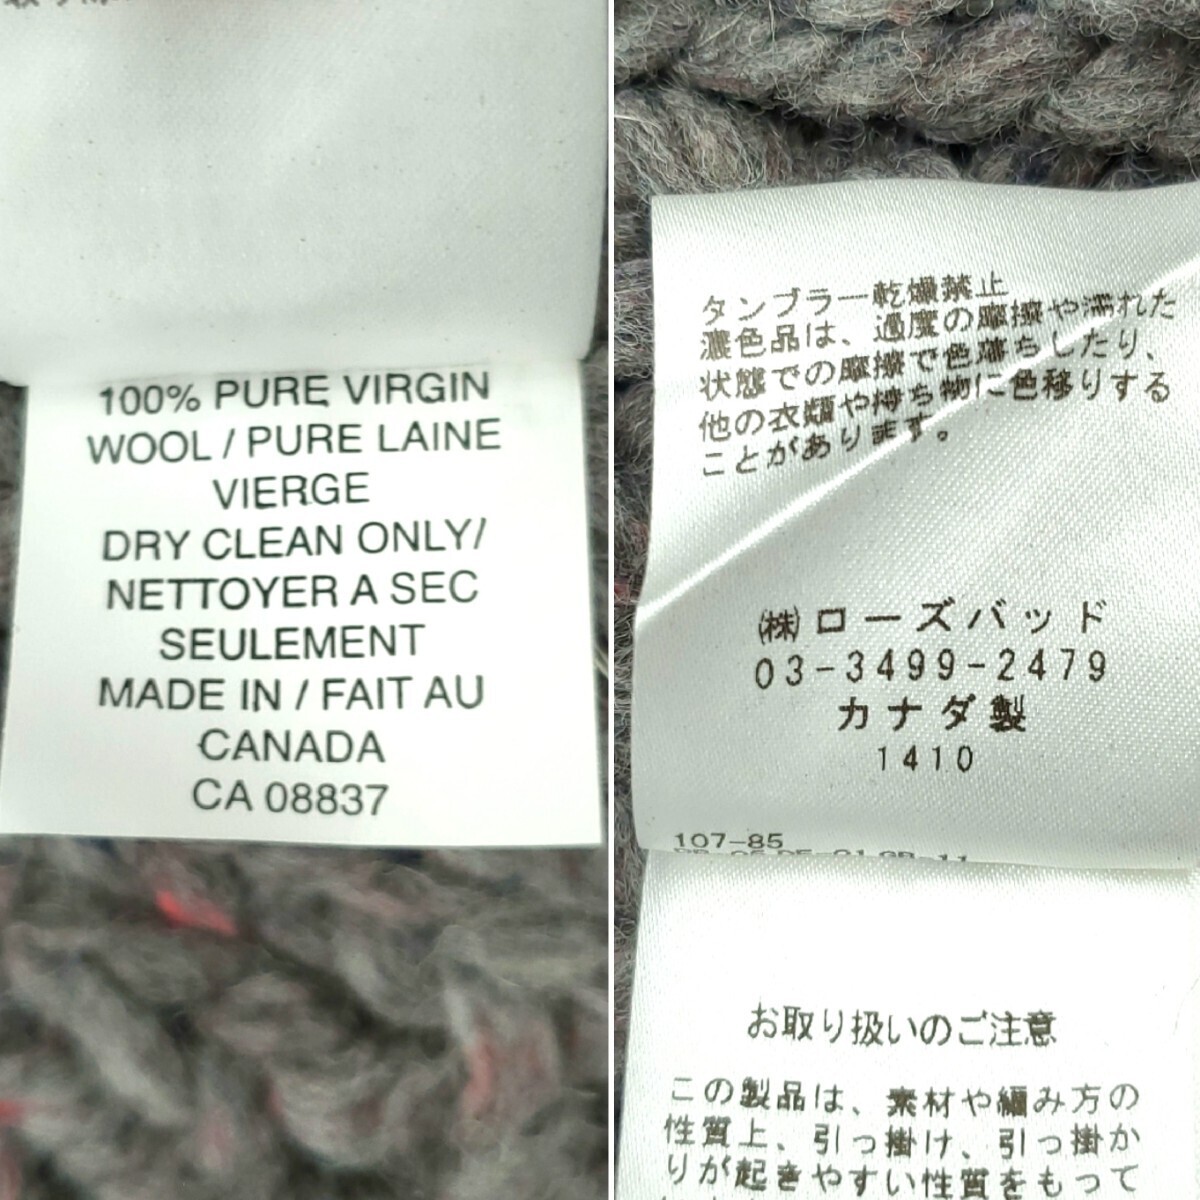 100% PURE VIRGIN
WOOL / PURE LAINE
VIERGE
DRY CLEAN ONLY/
NETTOYER A SEC
SEULEMENT
MADE IN / FAIT AU
CANADA
CA 08837
タンブラー乾燥禁止
濃色品は、過度の摩擦や濡れた
状態での摩擦で色落ちしたり、
他の衣類や持ち物に色移りする
ことがあります。
㈱ローズバッド
03-3499-2479
カナダ製
1410
107-85
お取り扱いのご注意
この製品は、素材や編み方の
性質上、引っ掛け、引っ掛か
りが起きやすい性質をもって